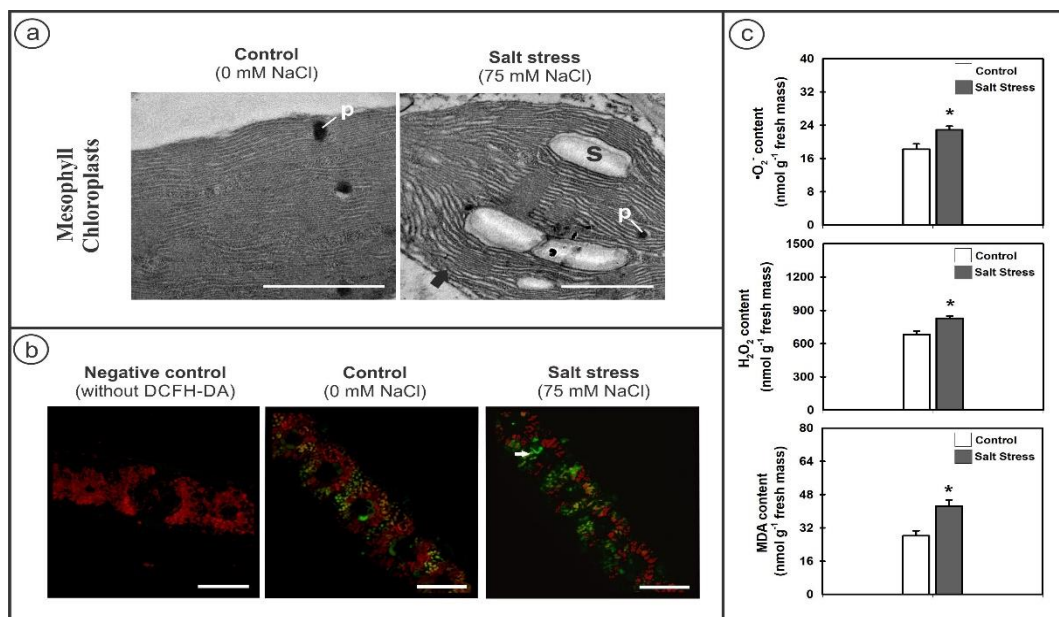 a
Control
(0 mM NaCl)
Salt stress
(75 mM NaCl)
Mesophyll
Chloroplasts
p
S
p
b
Negative control
(without DCFH-DA)
Control
(0 mM NaCl)
Salt stress
(75 mM NaCl)
c
•O₂⁻ content
(nmol g⁻¹ fresh mass)
40
32
24
16
8
0
Control
Salt Stress
*
H₂O₂ content
(nmol g⁻¹ fresh mass)
1500
1200
900
600
300
0
Control
Salt Stress
*
MDA content
(nmol g⁻¹ fresh mass)
80
64
48
32
16
0
Control
Salt Stress
*